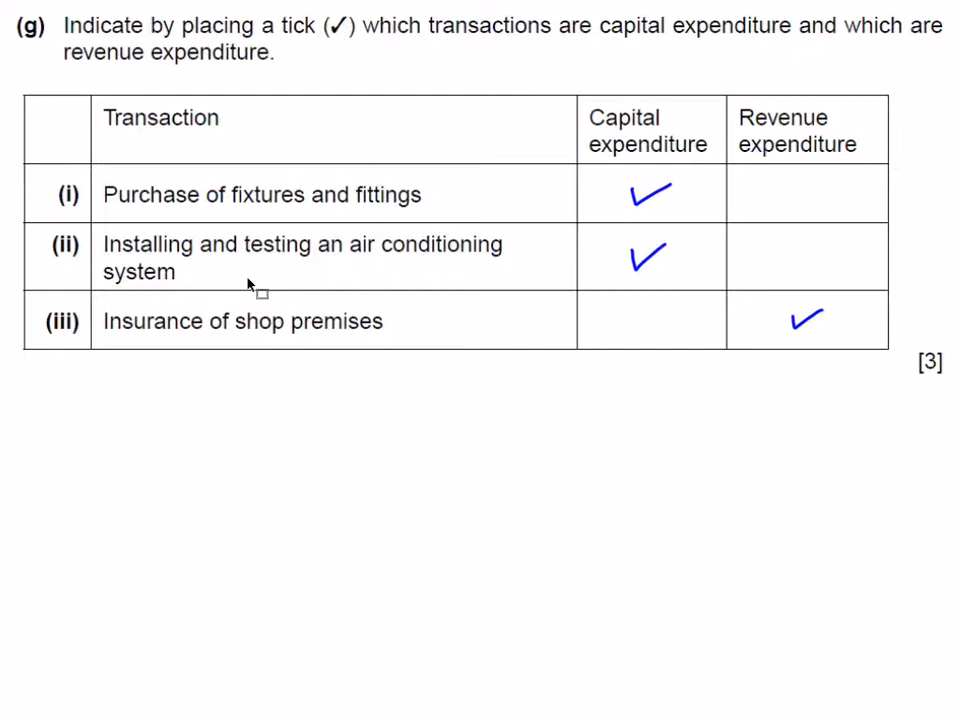 (g) Indicate by placing a tick (✓) which transactions are capital expenditure and which are
revenue expenditure.
Transaction Capital expenditure Revenue expenditure
(i) Purchase of fixtures and fittings ✓
(ii) Installing and testing an air conditioning
system ✓
(iii) Insurance of shop premises ✓
[3]